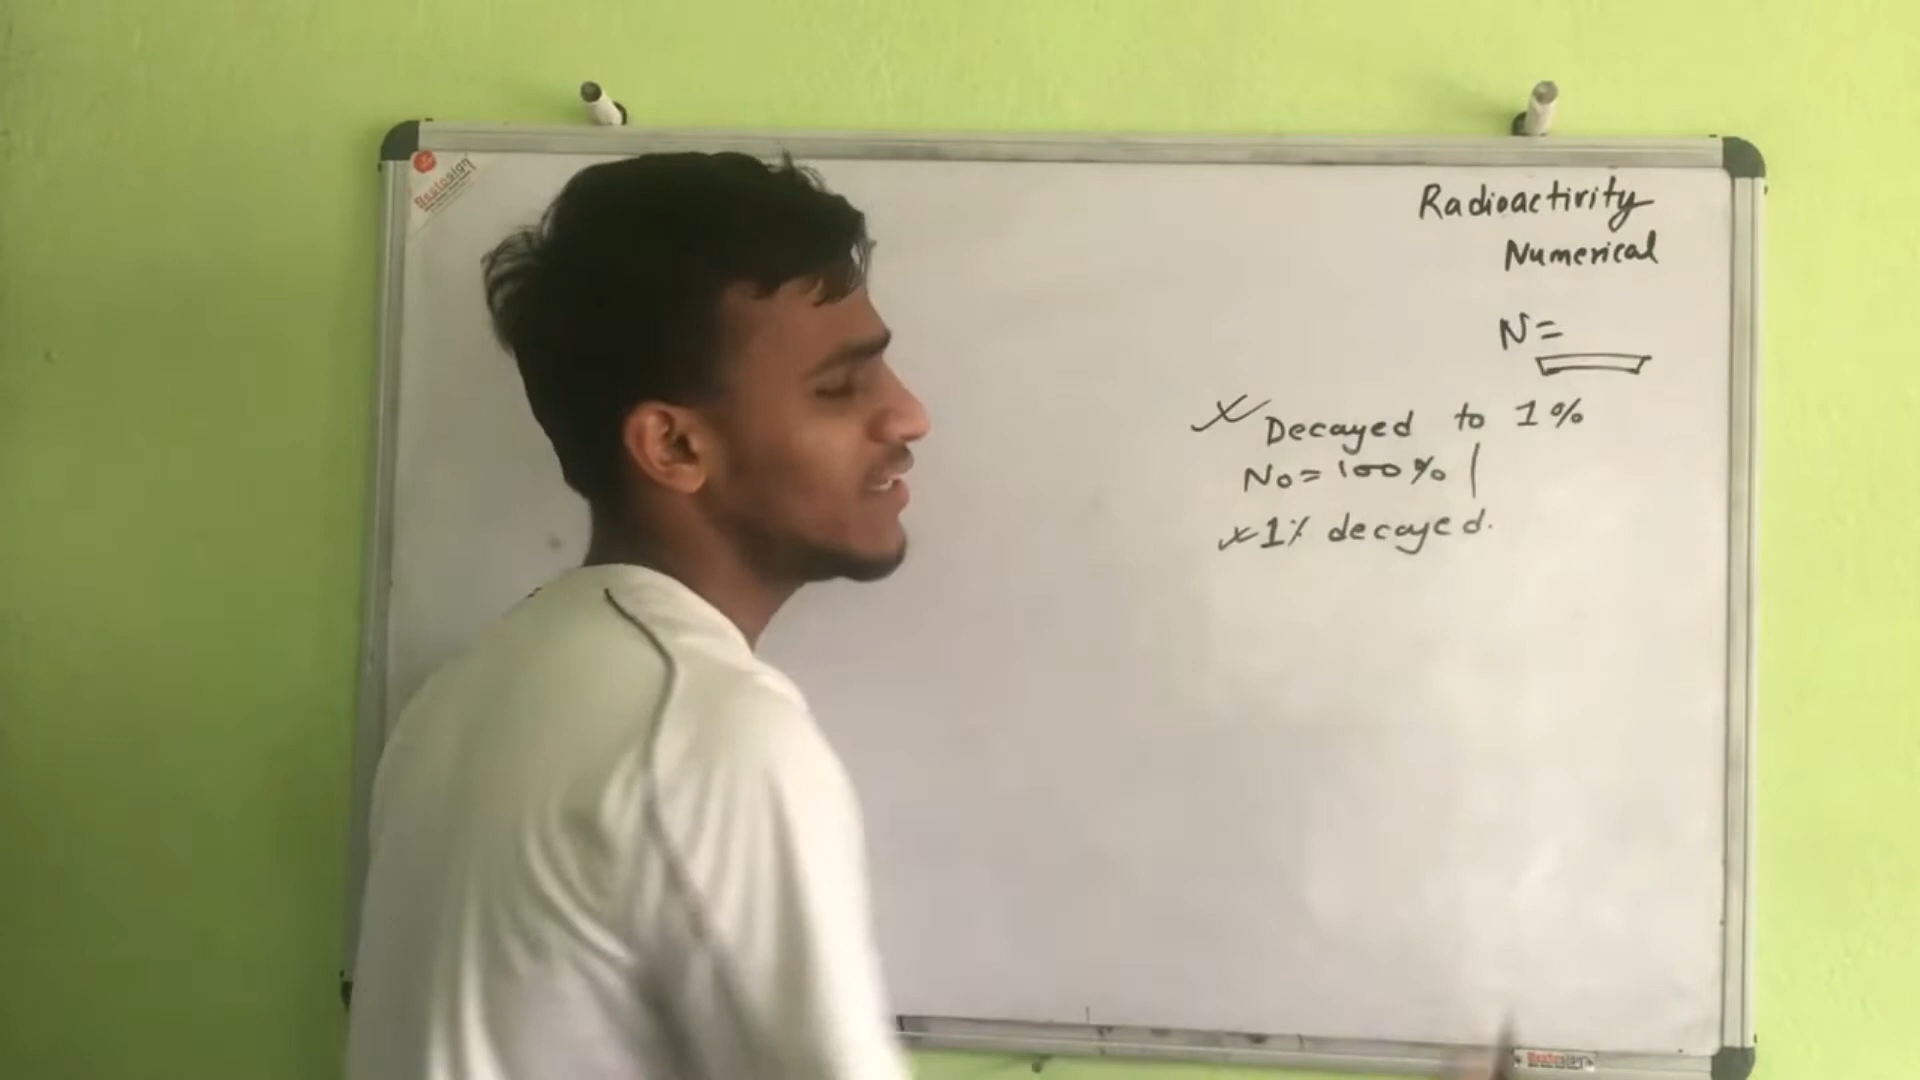 Radioactivity
Numerical
N=
Decayed to 1%
No=100%
1% decayed.